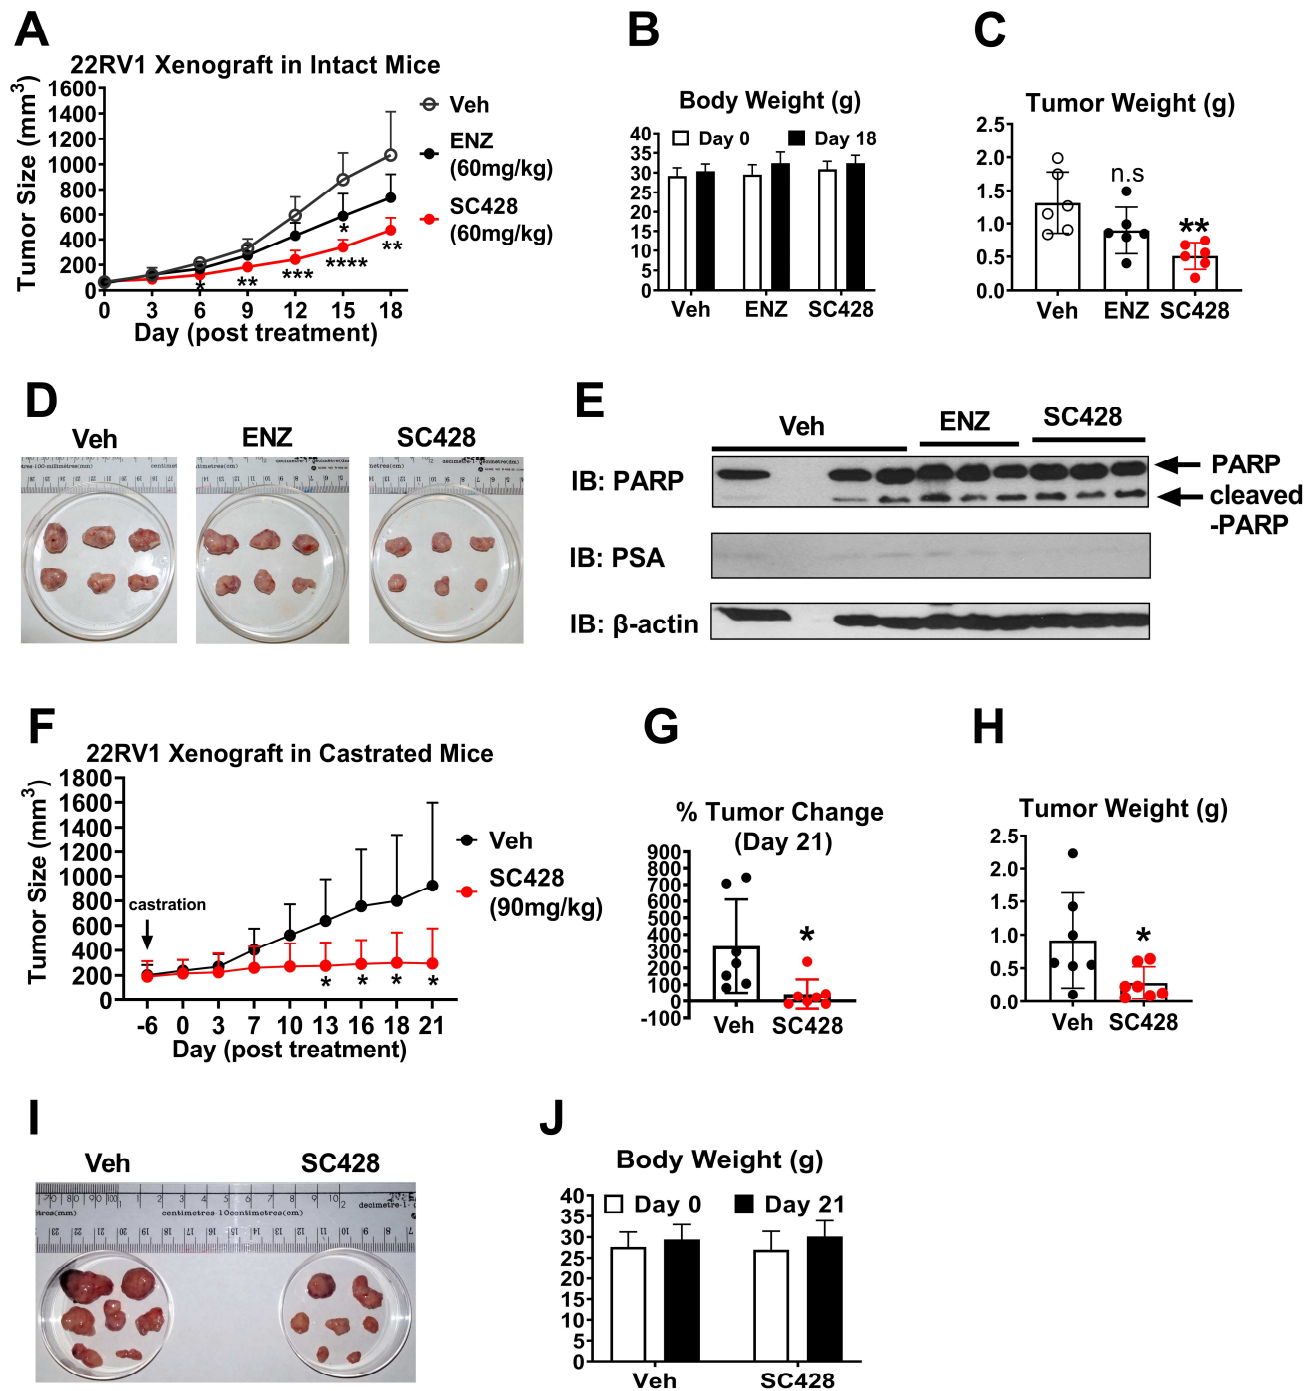 A
22RV1 Xenograft in Intact Mice
Tumor Size (mm3)
1600
1400
1200
1000
800
600
400
200
0
0 3 6 9 12 15 18
Day (post treatment)
Veh
ENZ
(60mg/kg)
SC428
(60mg/kg)
* ** *** * **** **
B
Body Weight (g)
Day 0 Day 18
40
35
30
25
20
15
10
5
0
Veh ENZ SC428
C
Tumor Weight (g)
2.5
2.0
1.5
1.0
0.5
0.0
n.s
**
Veh ENZ SC428
D
Veh ENZ SC428
E
Veh ENZ SC428
IB: PARP
PARP
cleaved
-PARP
IB: PSA
IB: β-actin
F
22RV1 Xenograft in Castrated Mice
Tumor Size (mm3)
1800
1600
1400
1200
1000
800
600
400
200
0
castration
* * * *
-6 0 3 7 10 13 16 18 21
Day (post treatment)
Veh
SC428
(90mg/kg)
G
% Tumor Change
(Day 21)
900
800
700
600
500
400
300
200
100
0
-100
*
Veh SC428
H
Tumor Weight (g)
2.5
2.0
1.5
1.0
0.5
0.0
*
Veh SC428
I
Veh SC428
centimetres 10centimetres(cm)
J
Body Weight (g)
Day 0 Day 21
40
35
30
25
20
15
10
5
0
Veh SC428